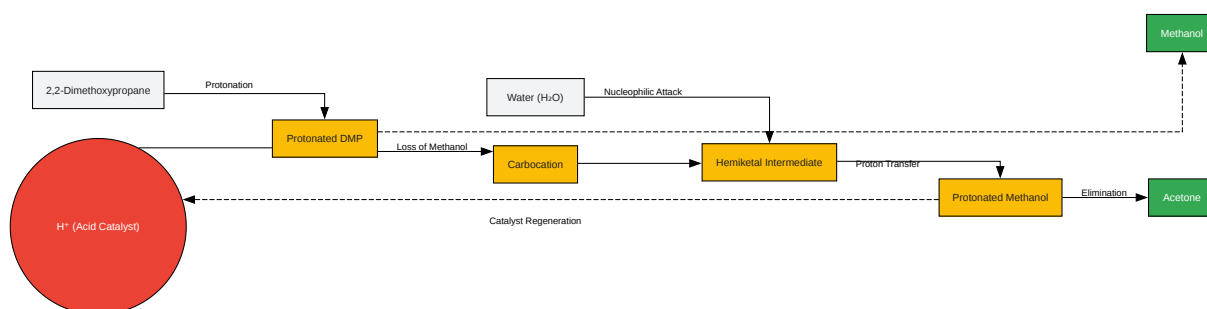 Methanol
2,2-Dimethoxypropane
Protonation
Water (H₂O)
Nucleophilic Attack
Protonated DMP
Loss of Methanol
Carbocation
Hemiketal Intermediate
Proton Transfer
Protonated Methanol
Elimination
Acetone
H⁺ (Acid Catalyst)
Catalyst Regeneration